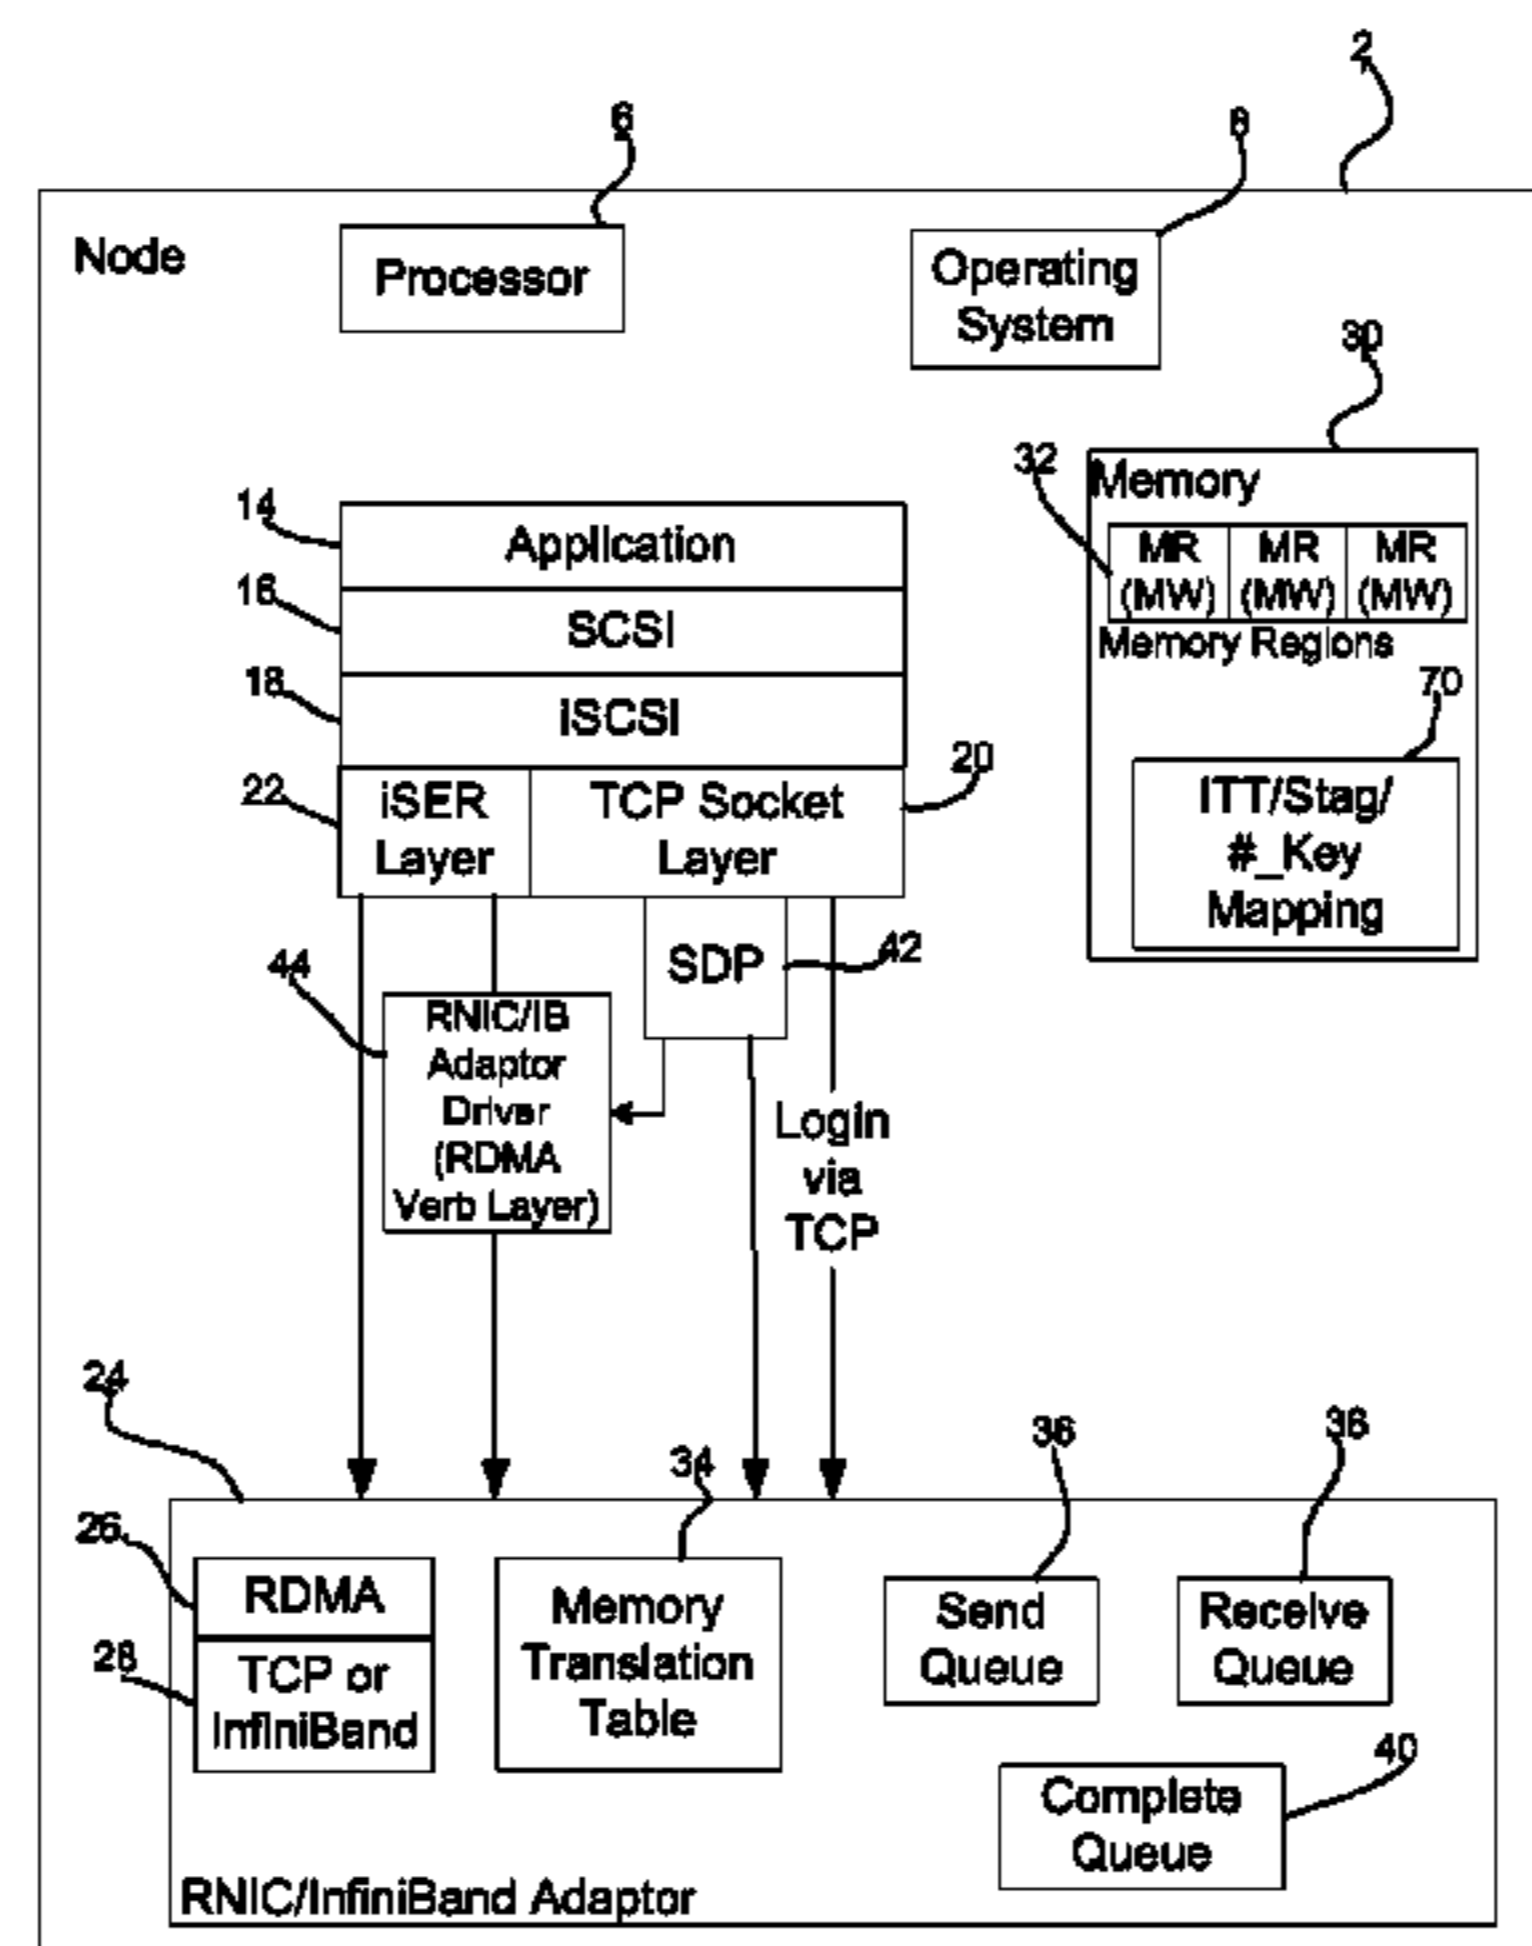 2
6
8
Node
Processor
Operating
System
30
32
Memory
MR
(MW)
MR
(MW)
MR
(MW)
Memory Regions
70
ITT/Stag/
#_Key
Mapping
14
Application
16
SCSI
18
iSCSI
20
22
iSER
Layer
TCP Socket
Layer
42
SDP
44
RNIC/IB
Adaptor
Driver
(RDMA
Verb Layer)
Login
via
TCP
24
34
36
36
26
RDMA
28
TCP or
InfiniBand
Memory
Translation
Table
Send
Queue
Receive
Queue
40
Complete
Queue
RNIC/InfiniBand Adaptor